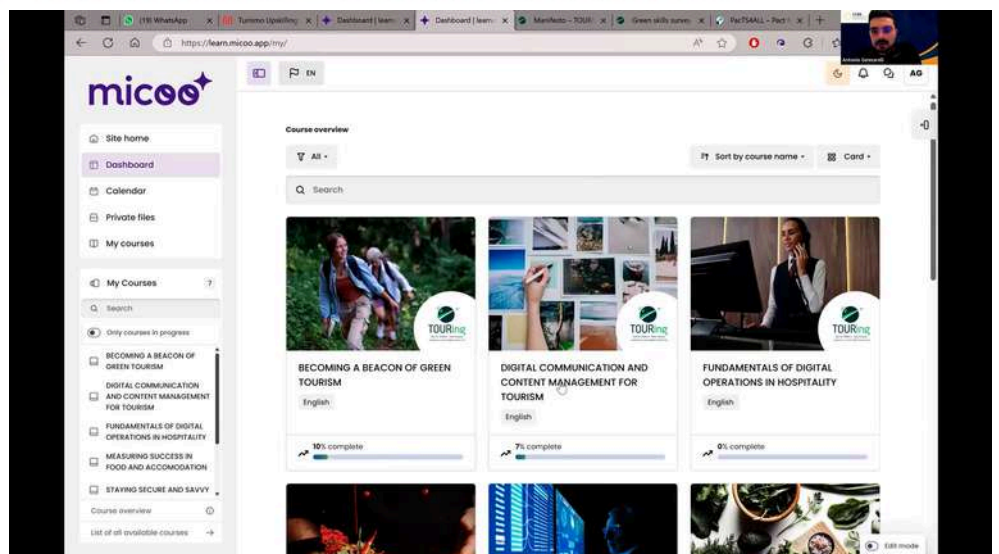 (19) WhatsApp
Tummo Upskilling
Dashboard | learn
Dashboard | learn
Manifesto – TOUR
Green skills survey
PacTS4ALL – Pact
https://learn.micoo.app/my/
micoo
EN
AG
Site home
Dashboard
Calendar
Private files
My courses
My Courses 7
Search
Only courses in progress
BECOMING A BEACON OF
GREEN TOURISM
DIGITAL COMMUNICATION
AND CONTENT MANAGEMENT
FOR TOURISM
FUNDAMENTALS OF DIGITAL
OPERATIONS IN HOSPITALITY
MEASURING SUCCESS IN
FOOD AND ACCOMODATION
STAYING SECURE AND SAVVY
Course overview
List of all available courses
Course overview
All
Sort by course name
Card
Search
TOURing
BECOMING A BEACON OF GREEN
TOURISM
English
10% complete
TOURing
DIGITAL COMMUNICATION AND
CONTENT MANAGEMENT FOR
TOURISM
English
7% complete
TOURing
FUNDAMENTALS OF DIGITAL
OPERATIONS IN HOSPITALITY
English
0% complete
Edit mode